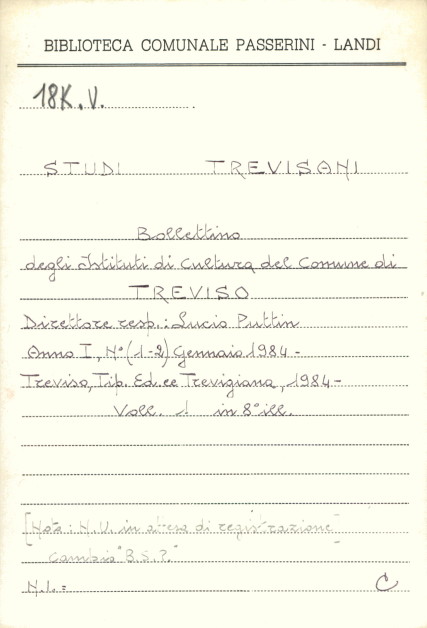 BIBLIOTECA COMUNALE PASSERINI - LANDI
18K.V.
STUDI TREVISANI
Bollettino
degli Istituti di Cultura del Comune di
TREVISO
Direttore resp.: Lucio Puttin
Anno I, N° (1-2) Gennaio 1984 -
Treviso, Tip. Ed.ce Trevigiana, 1984 -
Voll. 1 in 8° ill.
[Nota: N.U. in attesa di registrazione
cambio "B.S.P."
N.I. =
C